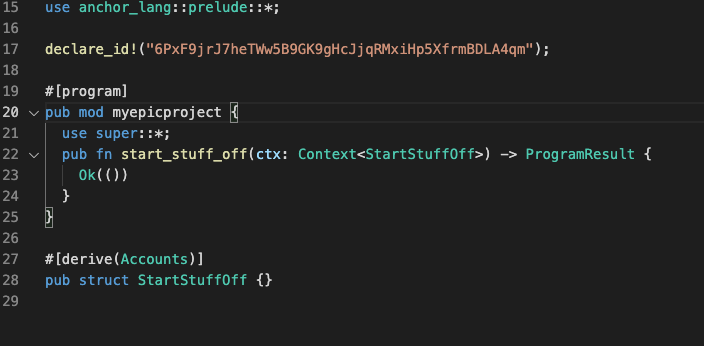 15 use anchor_lang::prelude::*;
16
17 declare_id!("6PxF9jrJ7heTWw5B9GK9gHcJjqRMxiHp5XfrmBDLA4qm");
18
19 #[program]
20 pub mod myepicproject {
21 use super::*;
22 pub fn start_stuff_off(ctx: Context<StartStuffOff>) -> ProgramResult {
23 Ok(())
24 }
25 }
26
27 #[derive(Accounts)]
28 pub struct StartStuffOff {}
29